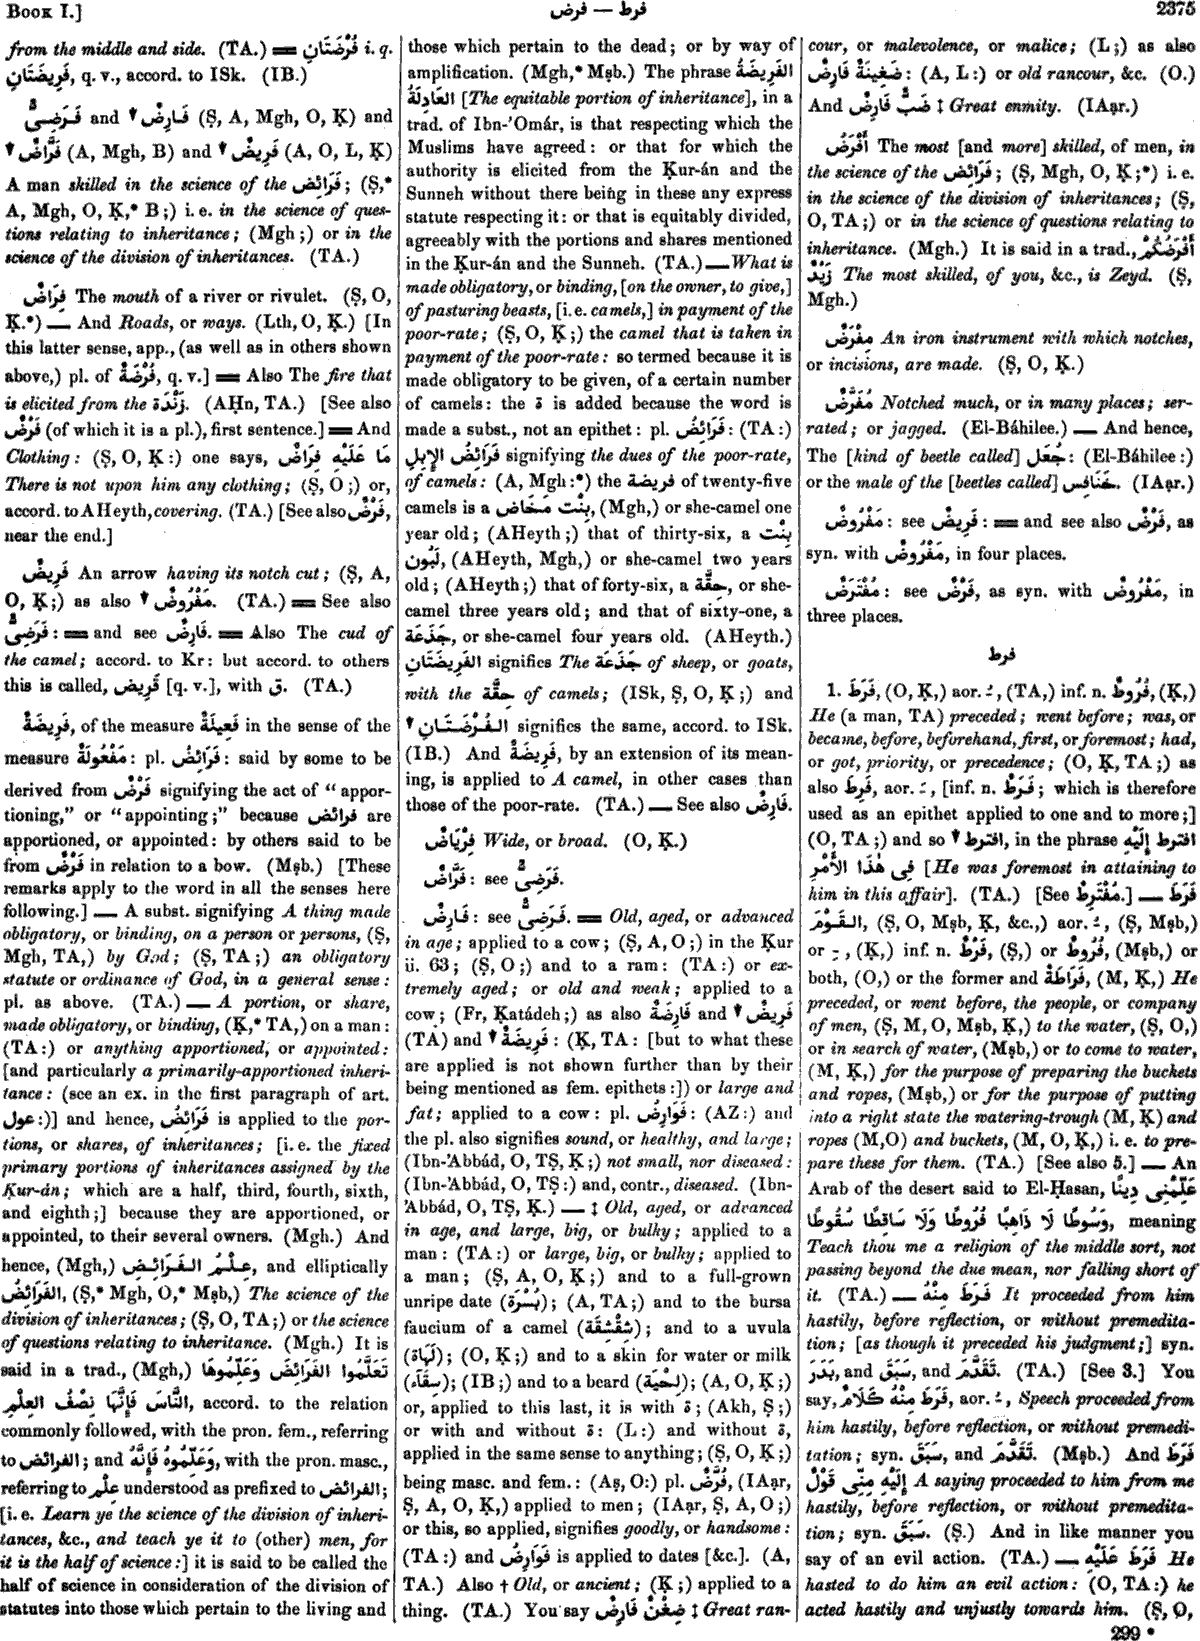 BOOK I.]
فرض — فرط
2375
from the middle and side. (TA.) = فُرْضَتَانِ i. q.
فَرِيضَتَانِ, q. v., accord. to ISk. (IB.)
فَرَضِىٌّ and ▼ فَارِضٌ (Ṣ, A, Mgh, O, Ḳ) and
▼ فَرَّاضٌ (A, Mgh, B) and ▼ فَرِيضٌ (A, O, L, Ḳ)
A man skilled in the science of the فَرَائِض; (Ṣ,*
A, Mgh, O, Ḳ,* B;) i. e. in the science of ques-
tions relating to inheritance; (Mgh;) or in the
science of the division of inheritances. (TA.)
فِرَاضٌ The mouth of a river or rivulet. (Ṣ, O,
Ḳ.*) — And Roads, or ways. (Lth, O, Ḳ.) [In
this latter sense, app., (as well as in others shown
above,) pl. of فُرْضَةٌ, q. v.] = Also The fire that
is elicited from the زَنْدَة. (AḤn, TA.) [See also
فَرْضٌ (of which it is a pl.), first sentence.] = And
Clothing: (Ṣ, O, Ḳ:) one says, مَا عَلَيْهِ فِرَاضٌ
There is not upon him any clothing; (Ṣ, O;) or,
accord. to AHeyth, covering. (TA.) [See also فَرْضٌ,
near the end.]
فَرِيضٌ An arrow having its notch cut; (Ṣ, A,
O, Ḳ;) as also ▼ مَفْرُوضٌ. (TA.) = See also
فَرَضِىٌّ: = and see فَارِضٌ. = Also The cud of
the camel; accord. to Kr: but accord. to others
this is called, قَرِيض [q. v.], with ق. (TA.)
فَرِيضَةٌ, of the measure فَعِيلَةٌ in the sense of the
measure مَفْعُولَةٌ: pl. فَرَائِضُ: said by some to be
derived from فَرْضٌ signifying the act of “appor-
tioning,” or “appointing;” because فرائض are
apportioned, or appointed: by others said to be
from فَرْضٌ in relation to a bow. (Mṣb.) [These
remarks apply to the word in all the senses here
following.] — A subst. signifying A thing made
obligatory, or binding, on a person or persons, (Ṣ,
Mgh, TA,) by God; (Ṣ, TA;) an obligatory
statute or ordinance of God, in a general sense:
pl. as above. (TA.) — A portion, or share,
made obligatory, or binding, (Ḳ,* TA,) on a man:
(TA:) or anything apportioned, or appointed:
[and particularly a primarily-apportioned inheri-
tance: (see an ex. in the first paragraph of art.
عول:)] and hence, فَرَائِضُ is applied to the por-
tions, or shares, of inheritances; [i. e. the fixed
primary portions of inheritances assigned by the
Ḳur-án; which are a half, third, fourth, sixth,
and eighth;] because they are apportioned, or
appointed, to their several owners. (Mgh.) And
hence, (Mgh,) عِلْمُ الفَرَائِضِ, and elliptically
الفَرَائِضُ, (Ṣ,* Mgh, O,* Mṣb,) The science of the
division of inheritances; (Ṣ, O, TA;) or the science
of questions relating to inheritance. (Mgh.) It is
said in a trad., (Mgh,) تَعَلَّمُوا الفَرَائِضَ وَعَلِّمُوهَا
النَّاسَ فَإِنَّهَا نِصْفُ العِلْمِ, accord. to the relation
commonly followed, with the pron. fem., referring
to الفرائض; and وَعَلِّمُوهُ فَإِنَّهُ, with the pron. masc.,
referring to عِلْم understood as prefixed to الفرائض;
[i. e. Learn ye the science of the division of inheri-
tances, &c., and teach ye it to (other) men, for
it is the half of science:] it is said to be called the
half of science in consideration of the division of
statutes into those which pertain to the living and
those which pertain to the dead; or by way of
amplification. (Mgh,* Mṣb.) The phrase الفَرِيضَةُ
العَادِلَةُ [The equitable portion of inheritance], in a
trad. of Ibn-’Omár, is that respecting which the
Muslims have agreed: or that for which the
authority is elicited from the Ḳur-án and the
Sunneh without there being in these any express
statute respecting it: or that is equitably divided,
agreeably with the portions and shares mentioned
in the Ḳur-án and the Sunneh. (TA.) — What is
made obligatory, or binding, [on the owner, to give,]
of pasturing beasts, [i. e. camels,] in payment of the
poor-rate; (Ṣ, O, Ḳ;) the camel that is taken in
payment of the poor-rate: so termed because it is
made obligatory to be given, of a certain number
of camels: the ة is added because the word is
made a subst., not an epithet: pl. فَرَائِضُ: (TA:)
فَرَائِضُ الإِبِلِ signifying the dues of the poor-rate,
of camels: (A, Mgh:*) the فريضة of twenty-five
camels is a بِنْت مَخَاض, (Mgh,) or she-camel one
year old; (AHeyth;) that of thirty-six, a بِنْت
لَبُون, (AHeyth, Mgh,) or she-camel two years
old; (AHeyth;) that of forty-six, a حِقَّة, or she-
camel three years old; and that of sixty-one, a
جَذَعَة, or she-camel four years old. (AHeyth.)
الفَرِيضَتَانِ signifies The جَذَعَة of sheep, or goats,
with the حِقَّة of camels; (ISk, Ṣ, O, Ḳ;) and
▼ الفُرْضَتَانِ signifies the same, accord. to ISk.
(IB.) And فَرِيضَةٌ, by an extension of its mean-
ing, is applied to A camel, in other cases than
those of the poor-rate. (TA.) — See also فَارِضٌ.
فِرْيَاضٌ Wide, or broad. (O, Ḳ.)
فَرَّاضٌ: see فَرَضِىٌّ.
فَارِضٌ: see فَرَضِىٌّ. = Old, aged, or advanced
in age; applied to a cow; (Ṣ, A, O;) in the Ḳur
ii. 63; (Ṣ, O;) and to a ram: (TA:) or ex-
tremely aged; or old and weak; applied to a
cow; (Fr, Ḳatádeh;) as also فَارِضَةٌ and ▼ فَرِيضٌ
(TA) and ▼ فَرِيضَةٌ: (Ḳ, TA: [but to what these
are applied is not shown further than by their
being mentioned as fem. epithets:]) or large and
fat; applied to a cow: pl. فَوَارِضُ: (AZ:) and
the pl. also signifies sound, or healthy, and large;
(Ibn-’Abbád, O, TṢ, Ḳ;) not small, nor diseased:
(Ibn-’Abbád, O, TṢ:) and, contr., diseased. (Ibn-
’Abbád, O, TṢ, Ḳ.) — ‡ Old, aged, or advanced
in age, and large, big, or bulky; applied to a
man: (TA:) or large, big, or bulky; applied to
a man; (Ṣ, A, O, Ḳ;) and to a full-grown
unripe date (بُسْرَة); (A, TA;) and to the bursa
faucium of a camel (شِقْشِقَة); and to a uvula
(لَهَاة); (O, Ḳ;) and to a skin for water or milk
(سِقَآء); (IB;) and to a beard (لِحْيَة); (A, O, Ḳ;)
or, applied to this last, it is with ة; (Akh, Ṣ;)
or with and without ة: (L:) and without ة,
applied in the same sense to anything; (Ṣ, O, Ḳ;)
being masc. and fem.: (Aṣ, O:) pl. فُرَّضٌ, (IAạr,
Ṣ, A, O, Ḳ,) applied to men; (IAạr, Ṣ, A, O;)
or this, so applied, signifies goodly, or handsome:
(TA:) and فَوَارِضُ is applied to dates [&c.]. (A,
TA.) Also † Old, or ancient; (Ḳ;) applied to a
thing. (TA.) You say ضِغْنٌ فَارِضٌ ‡ Great ran-
cour, or malevolence, or malice; (L;) as also
ضَغِينَةٌ فَارِضٌ: (A, L:) or old rancour, &c. (O.)
And ضَبٌّ فَارِضٌ ‡ Great enmity. (IAạr.)
أَفْرَضُ The most [and more] skilled, of men, in
the science of the فَرَائِض; (Ṣ, Mgh, O, Ḳ;*) i. e.
in the science of the division of inheritances; (Ṣ,
O, TA;) or in the science of questions relating to
inheritance. (Mgh.) It is said in a trad., أَفْرَضُكُمْ
زَيْدٌ The most skilled, of you, &c., is Zeyd. (Ṣ,
Mgh.)
مِفْرَضٌ An iron instrument with which notches,
or incisions, are made. (Ṣ, O, Ḳ.)
مُفَرَّضٌ Notched much, or in many places; ser-
rated; or jagged. (El-Báhilee.) — And hence,
The [kind of beetle called] جُعَل: (El-Báhilee:)
or the male of the [beetles called] خَنَافِس. (IAạr.)
مَفْرُوضٌ: see فَرِيضٌ: = and see also فَرْضٌ, as
syn. with مَفْرُوضٌ, in four places.
مُفْتَرَضٌ: see فَرْضٌ, as syn. with مَفْرُوضٌ, in
three places.
فرط
1. فَرَطَ, (O, Ḳ,) aor. ـُ, (TA,) inf. n. فُرُوطٌ, (Ḳ,)
He (a man, TA) preceded; went before; was, or
became, before, beforehand, first, or foremost; had,
or got, priority, or precedence; (O, Ḳ, TA;) as
also فَرِطَ, aor. ـَ, [inf. n. فَرَطٌ; which is therefore
used as an epithet applied to one and to more;]
(O, TA;) and so ▼ افترط, in the phrase افترط إِلَيْهِ
فِى هٰذَا الأَمْرِ [He was foremost in attaining to
him in this affair]. (TA.) [See مُفْتَرِطٌ.] — فَرَطَ
القَوْمَ, (Ṣ, O, Mṣb, Ḳ, &c.,) aor. ـُ, (Ṣ, Mṣb,)
or ـِ, (Ḳ,) inf. n. فَرْطٌ, (Ṣ,) or فُرُوطٌ, (Mṣb,) or
both, (O,) or the former and فَرَاطَةٌ, (M, Ḳ,) He
preceded, or went before, the people, or company
of men, (Ṣ, M, O, Mṣb, Ḳ,) to the water, (Ṣ, O,)
or in search of water, (Mṣb,) or to come to water,
(M, Ḳ,) for the purpose of preparing the buckets
and ropes, (Mṣb,) or for the purpose of putting
into a right state the watering-trough (M, Ḳ) and
ropes (M,O) and buckets, (M, O, Ḳ,) i. e. to pre-
pare these for them. (TA.) [See also 5.] — An
Arab of the desert said to El-Ḥasan, عَلِّمْنِى دِينًا
وَسُوطًا لَا ذَاهِبًا فُرُوطًا وَلَا سَاقِطًا سُقُوطًا, meaning
Teach thou me a religion of the middle sort, not
passing beyond the due mean, nor falling short of
it. (TA.) — فَرَطَ مِنْهُ It proceeded from him
hastily, before reflection, or without premedita-
tion; [as though it preceded his judgment;] syn.
بَدَرَ, and سَبَقَ, and تَقَدَّمَ. (TA.) [See 3.] You
say, فَرَطَ مِنْهُ كَلَامٌ, aor. ـُ, Speech proceeded from
him hastily, before reflection, or without premedi-
tation; syn. سَبَقَ, and تَقَدَّمَ. (Mṣb.) And فَرَطَ
إِلَيْهِ مِنِّى قَوْلٌ A saying proceeded to him from me
hastily, before reflection, or without premedita-
tion; syn. سَبَقَ. (Ṣ.) And in like manner you
say of an evil action. (TA.) — فَرَطَ عَلَيْهِ He
hasted to do him an evil action: (O, TA:) he
acted hastily and unjustly towards him. (Ṣ, O,
299 *